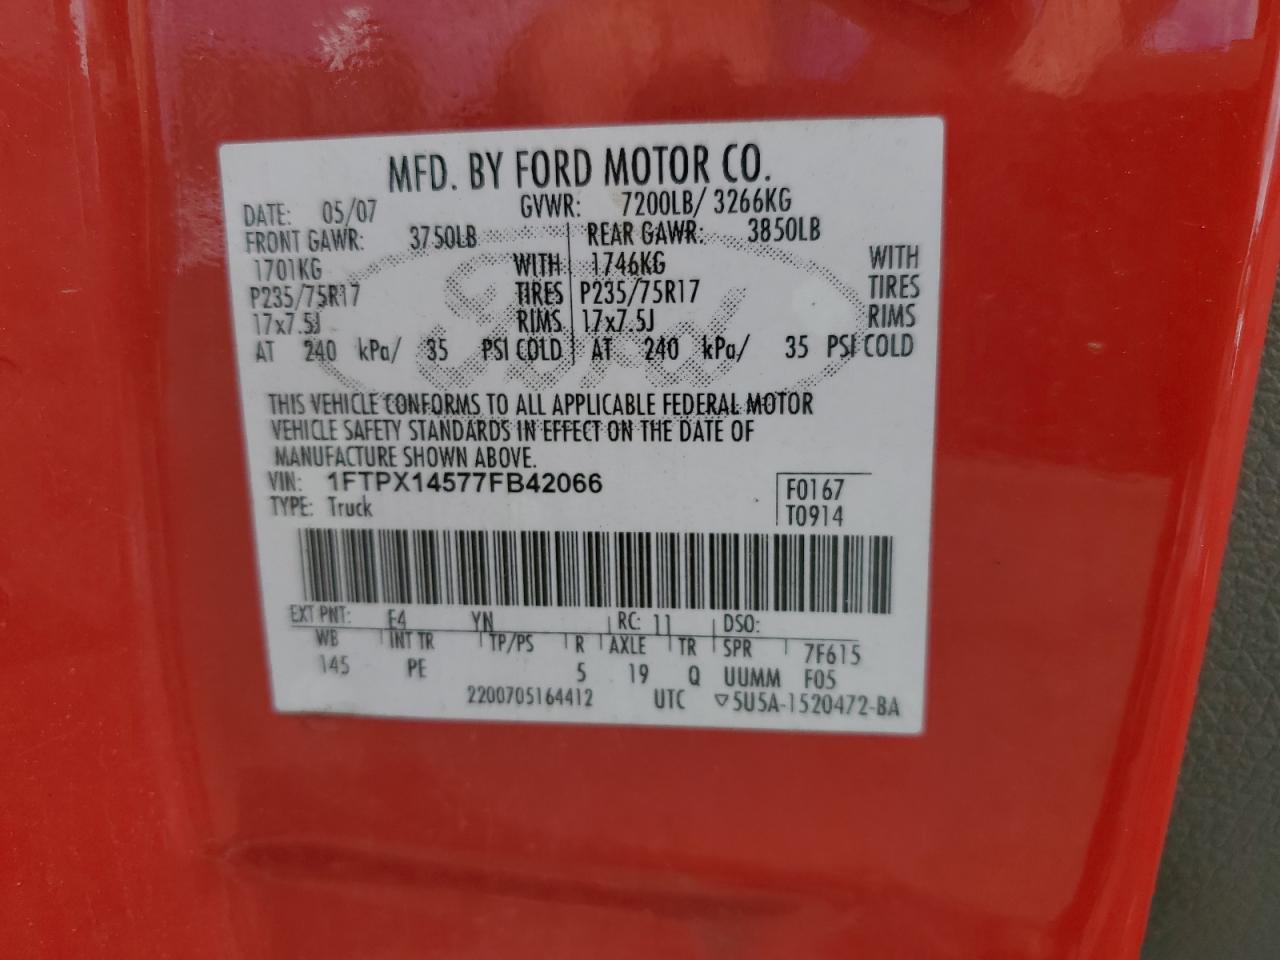 MFD. BY FORD MOTOR CO.
DATE: 05/07 GVWR: 7200LB/ 3266KG
FRONT GAWR: 3750LB REAR GAWR: 3850LB
1701KG WITH 1746KG WITH
P235/75R17 TIRES P235/75R17 TIRES
17x7.5J RIMS 17x7.5J RIMS
AT 240 kPa/ 35 PSI COLD AT 240 kPa/ 35 PSI COLD
Ford
THIS VEHICLE CONFORMS TO ALL APPLICABLE FEDERAL MOTOR
VEHICLE SAFETY STANDARDS IN EFFECT ON THE DATE OF
MANUFACTURE SHOWN ABOVE.
VIN: 1FTPX14577FB42066 F0167
TYPE: Truck T0914
EXT PNT: E4 YN RC: 11 DSO:
WB INT TR TP/PS R AXLE TR SPR 7F615
145 PE 5 19 Q UUMM F05
2200705164412 UTC ▽5U5A-1520472-BA